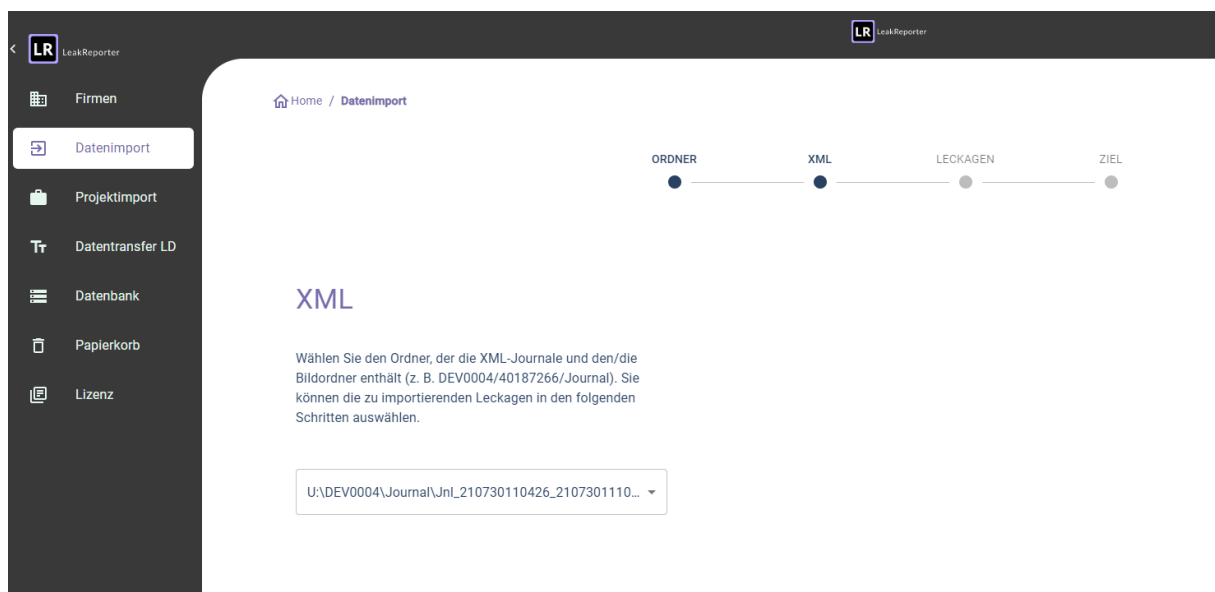 LR LeakReporter
LR LeakReporter
Firmen
Datenimport
Projektimport
Datentransfer LD
Datenbank
Papierkorb
Lizenz
Home / Datenimport
ORDNER XML LECKAGEN ZIEL
XML
Wählen Sie den Ordner, der die XML-Journale und den/die
Bildordner enthält (z. B. DEV0004/40187266/Journal). Sie
können die zu importierenden Leckagen in den folgenden
Schritten auswählen.
U:\DEV0004\Journal\Jnl_210730110426_2107301110...